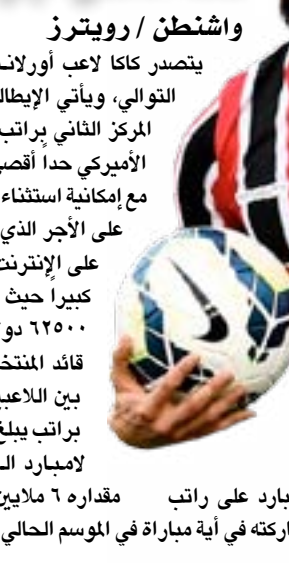 واشنطن / رويترز
يتصدر كاكا لاعب أورلاند
التوالي، ويأتي الإيطال
المركز الثاني براتب
الأميركي حداً أقصى
مع إمكانية استثناء
على الأجر الذي
على الإنترنت
كبيراً حيث
٦٢٥٠٠ دو
قائد المنتخ
بين اللاعبي
براتب يبلغ
لامبارد الـ
بارد على راتب مقداره ٦ ملايين
اركته في أية مباراة في الموسم الحالي